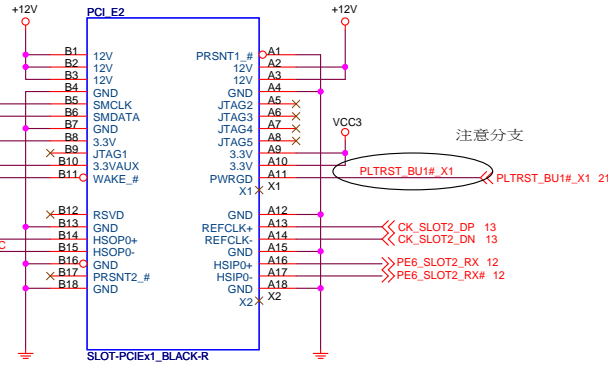 +12V
+12V
PCI_E2
B1 12V PRSNT1_# A1
B2 12V 12V A2
B3 12V 12V A3
B4 GND GND A4
B5 SMCLK JTAG2 A5
B6 SMDATA JTAG3 A6
B7 GND JTAG4 A7
B8 3.3V JTAG5 A8
B9 JTAG1 3.3V A9
B10 3.3VAUX 3.3V A10
B11 WAKE_# PWRGD A11
X1 X1
VCC3
注意分支
PLTRST_BU1#_X1
PLTRST_BU1#_X1 21
B12 RSVD GND A12
B13 GND REFCLK+ A13 CK_SLOT2_DP 13
B14 HSOP0+ REFCLK- A14 CK_SLOT2_DN 13
C B15 HSOP0- GND A15
B16 GND HSIP0+ A16 PE6_SLOT2_RX 12
B17 PRSNT2_# HSIP0- A17 PE6_SLOT2_RX# 12
B18 GND GND A18
X2 X2
SLOT-PCIEx1_BLACK-R